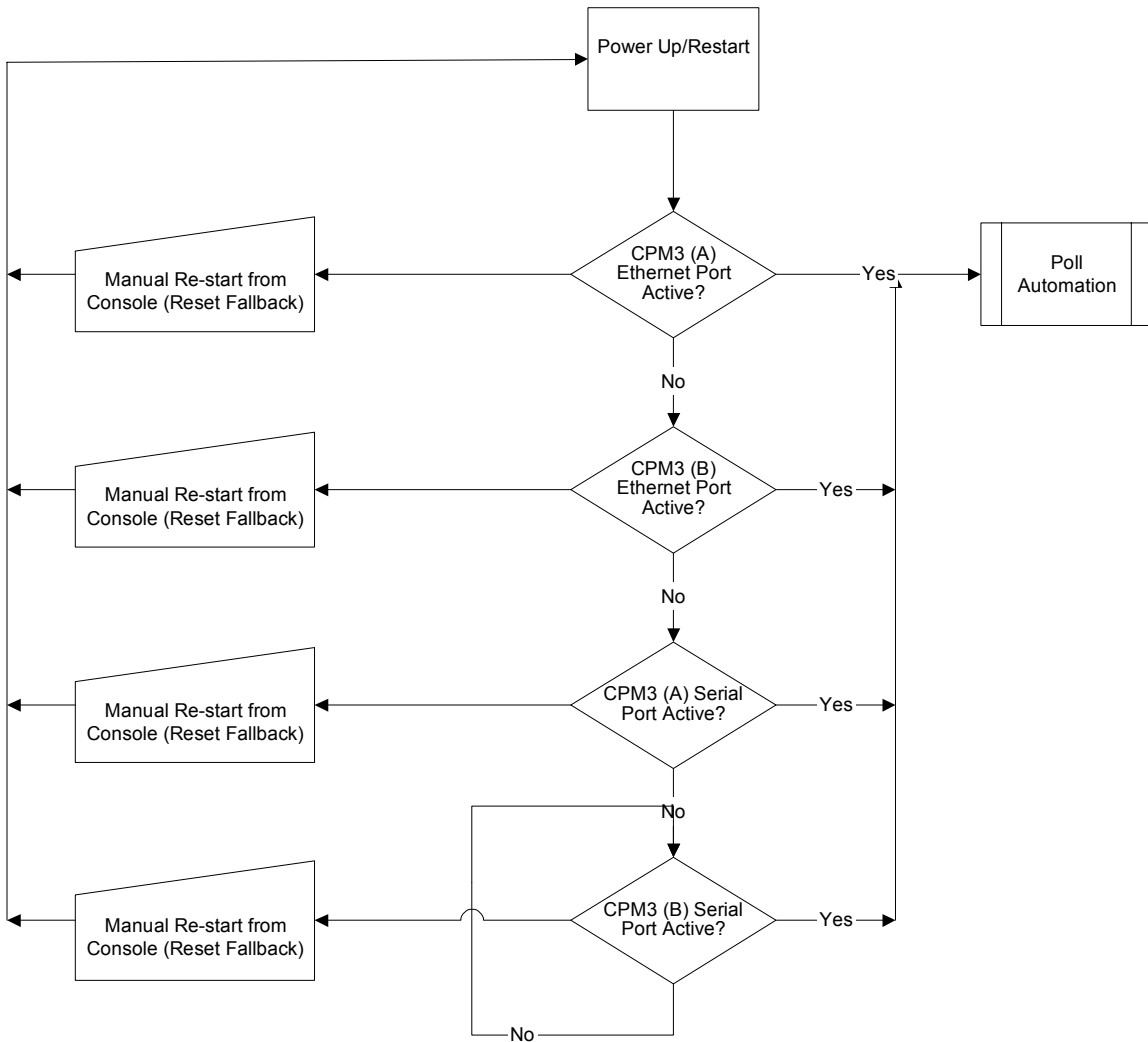 Power Up/Restart
Manual Re-start from
Console (Reset Fallback)
CPM3 (A)
Ethernet Port
Active?
Yes
Poll
Automation
No
Manual Re-start from
Console (Reset Fallback)
CPM3 (B)
Ethernet Port
Active?
Yes
No
Manual Re-start from
Console (Reset Fallback)
CPM3 (A) Serial
Port Active?
Yes
No
Manual Re-start from
Console (Reset Fallback)
CPM3 (B) Serial
Port Active?
Yes
No